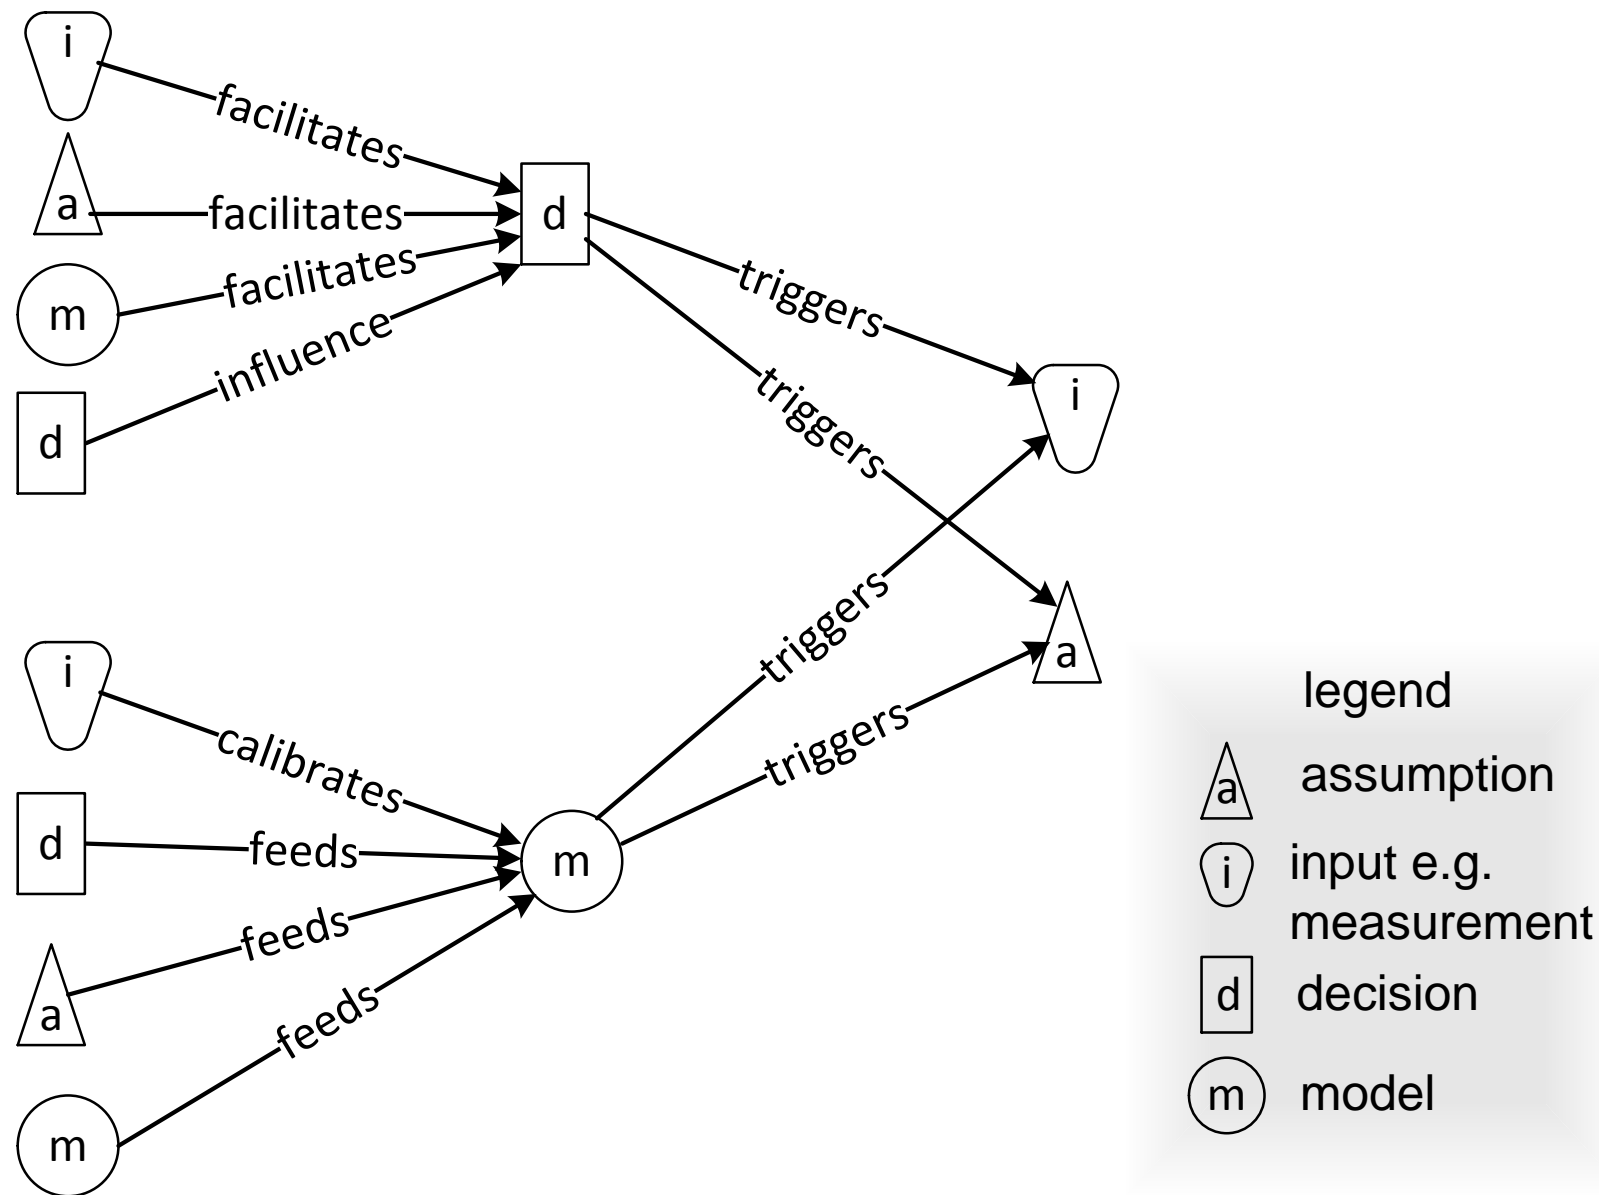 i
facilitates
a
facilitates
d
m
facilitates
triggers
influence
d
triggers
i
triggers
a
i
calibrates
triggers
d
feeds
m
a
feeds
feeds
m
legend
a assumption
i input e.g.
measurement
d decision
m model